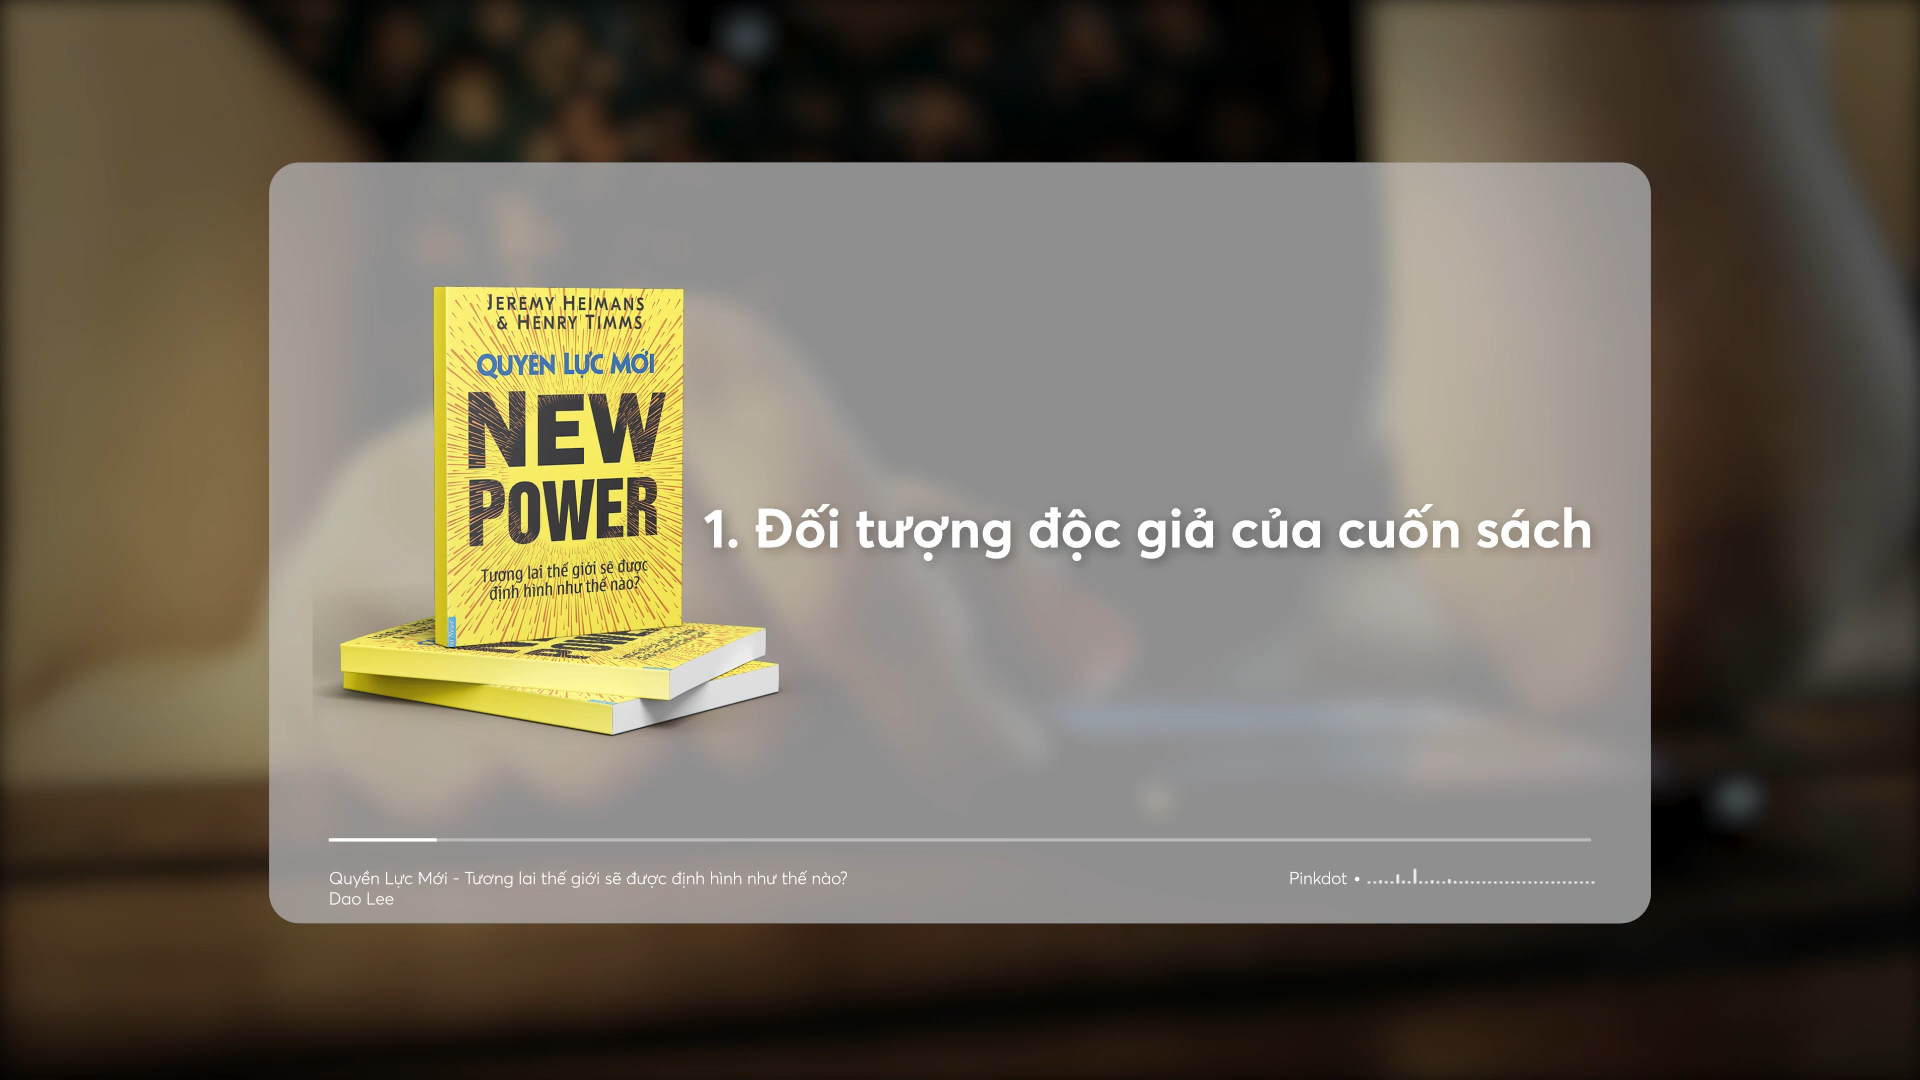 JEREMY HEIMANS
& HENRY TIMMS
QUYỀN LỰC MỚI
NEW
POWER
Tương lai thế giới sẽ được
định hình như thế nào?
1. Đối tượng độc giả của cuốn sách
Quyền Lực Mới - Tương lai thế giới sẽ được định hình như thế nào?
Dao Lee
Pinkdot •